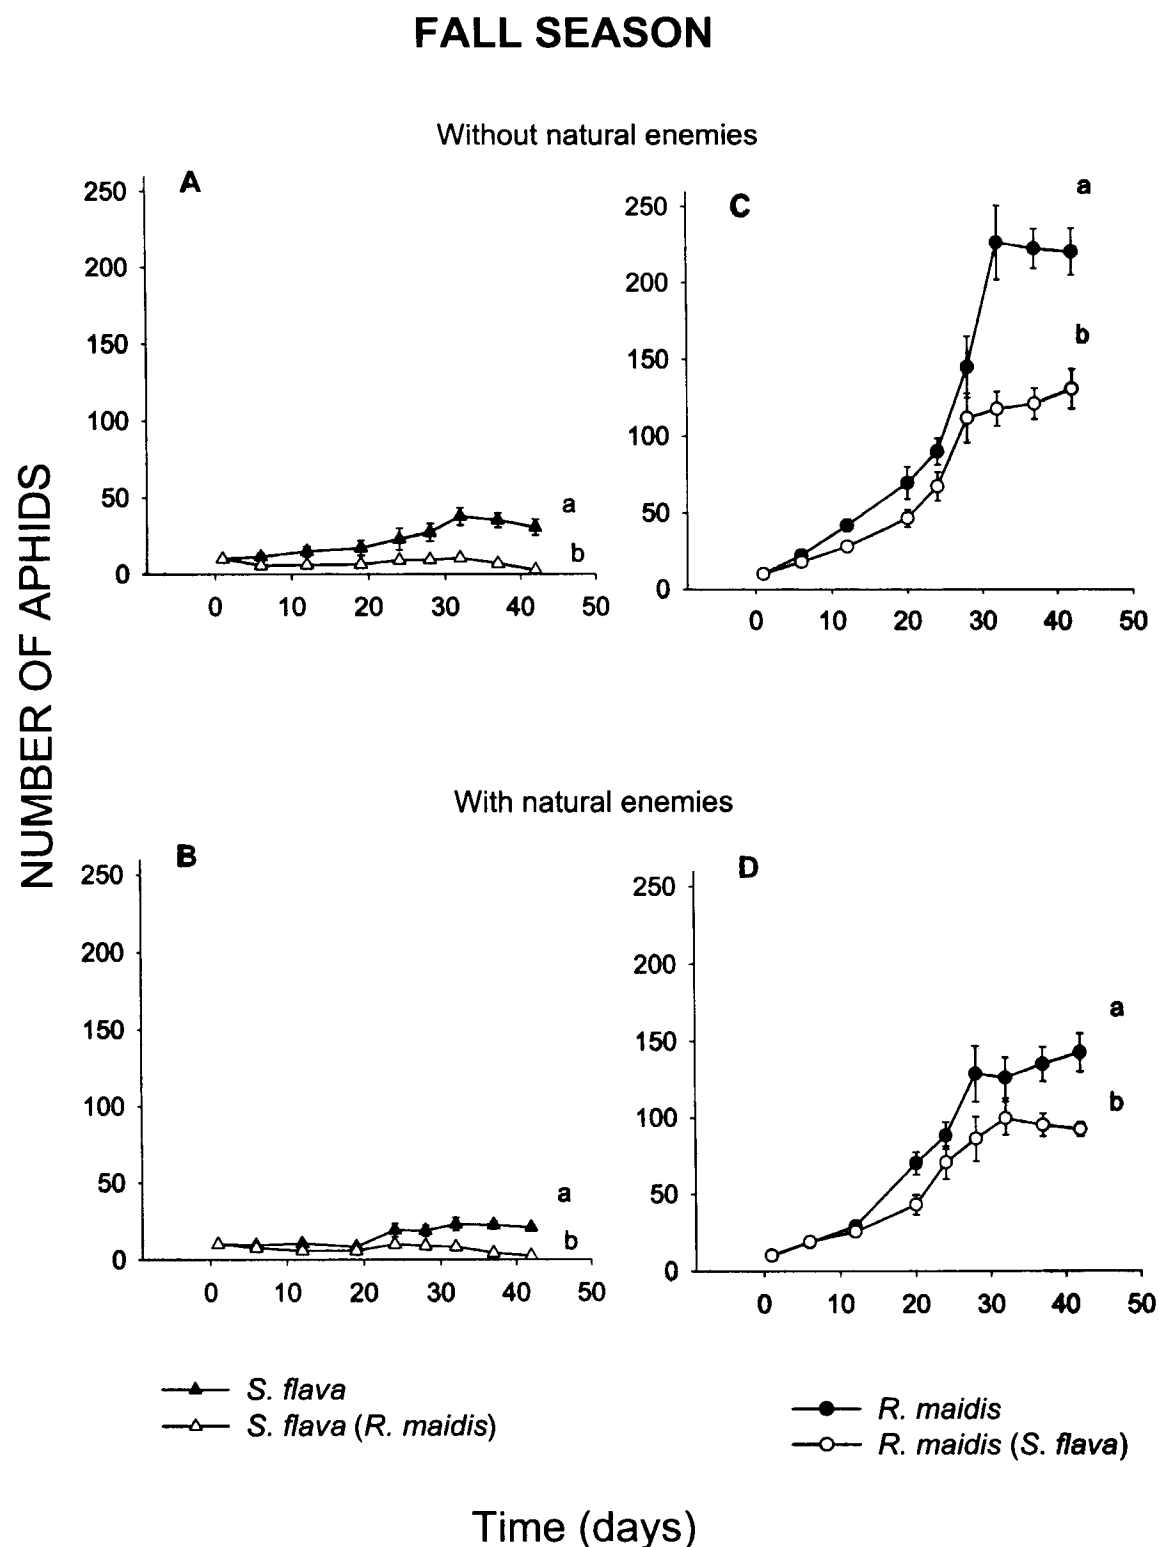 FALL SEASON
Without natural enemies
NUMBER OF APHIDS
A
250
200
150
100
50
0
a
b
0 10 20 30 40 50
C
250
200
150
100
50
0
a
b
0 10 20 30 40 50
With natural enemies
B
250
200
150
100
50
0
a
b
0 10 20 30 40 50
D
250
200
150
100
50
0
a
b
0 10 20 30 40 50
S. flava
S. flava (R. maidis)
R. maidis
R. maidis (S. flava)
Time (days)